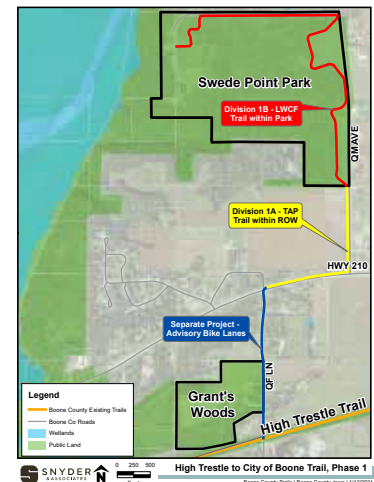 Swede Point Park
Division 1B - LWCF
Trail within Park
QMAVE
Division 1A - TAP
Trail within ROW
HWY 210
Separate Project -
Advisory Bike Lanes
QF LN
Grant's
Woods
High Trestle Trail
Legend
Boone County Existing Trails
Boone Co Roads
Wetlands
Public Land
SNYDER
& ASSOCIATES
N
0 250 500
High Trestle to City of Boone Trail, Phase 1